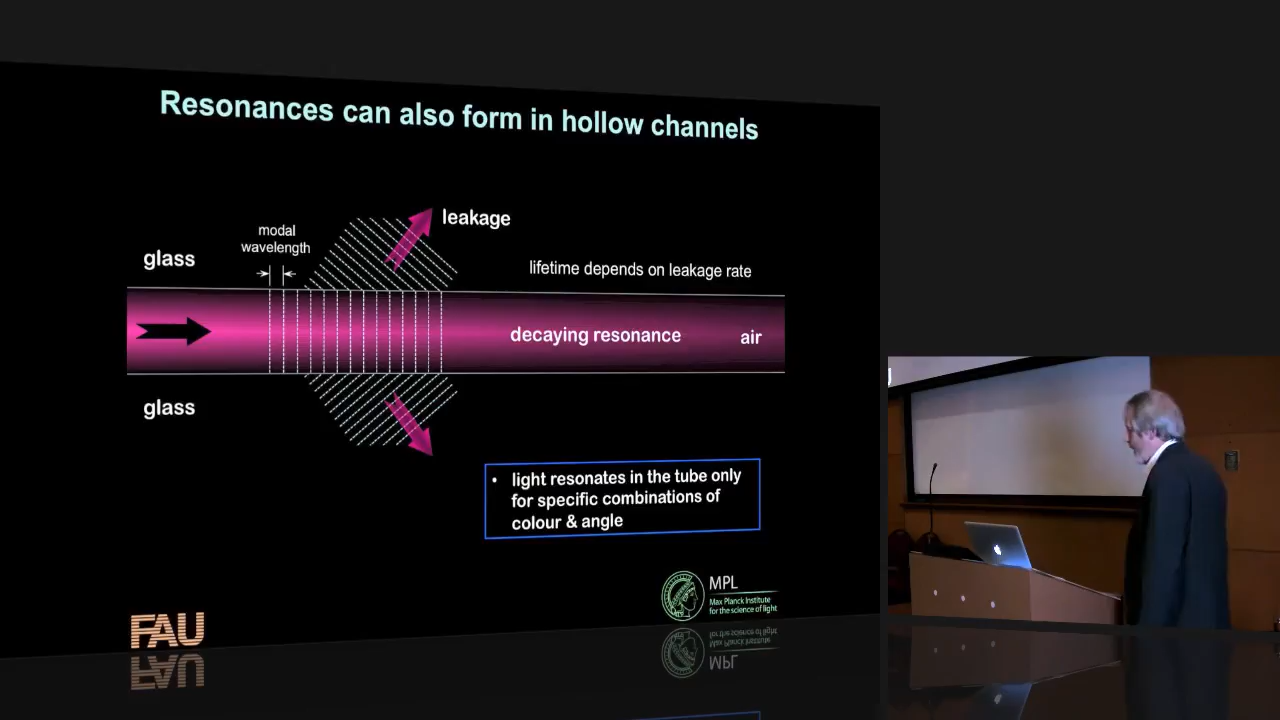 Resonances can also form in hollow channels
leakage
modal
wavelength
glass
lifetime depends on leakage rate
decaying resonance
air
glass
• light resonates in the tube only
for specific combinations of
colour & angle
FAU
MPL
Max Planck Institute
for the science of light